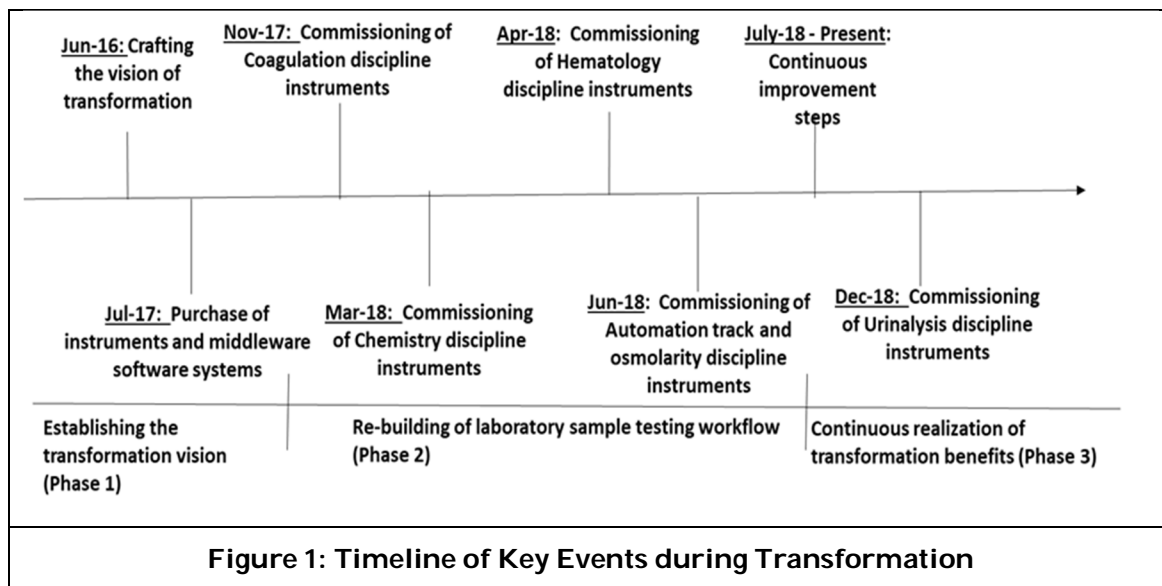 Jun-16: Crafting
the vision of
transformation
Nov-17: Commissioning of
Coagulation discipline
instruments
Apr-18: Commissioning
of Hematology
discipline instruments
July-18 - Present:
Continuous
improvement
steps
Jul-17: Purchase of
instruments and middleware
software systems
Mar-18: Commissioning
of Chemistry discipline
instruments
Jun-18: Commissioning of
Automation track and
osmolarity discipline
instruments
Dec-18: Commissioning
of Urinalysis discipline
instruments
Establishing the
transformation vision
(Phase 1)
Re-building of laboratory sample testing workflow
(Phase 2)
Continuous realization of
transformation benefits (Phase 3)
Figure 1: Timeline of Key Events during Transformation